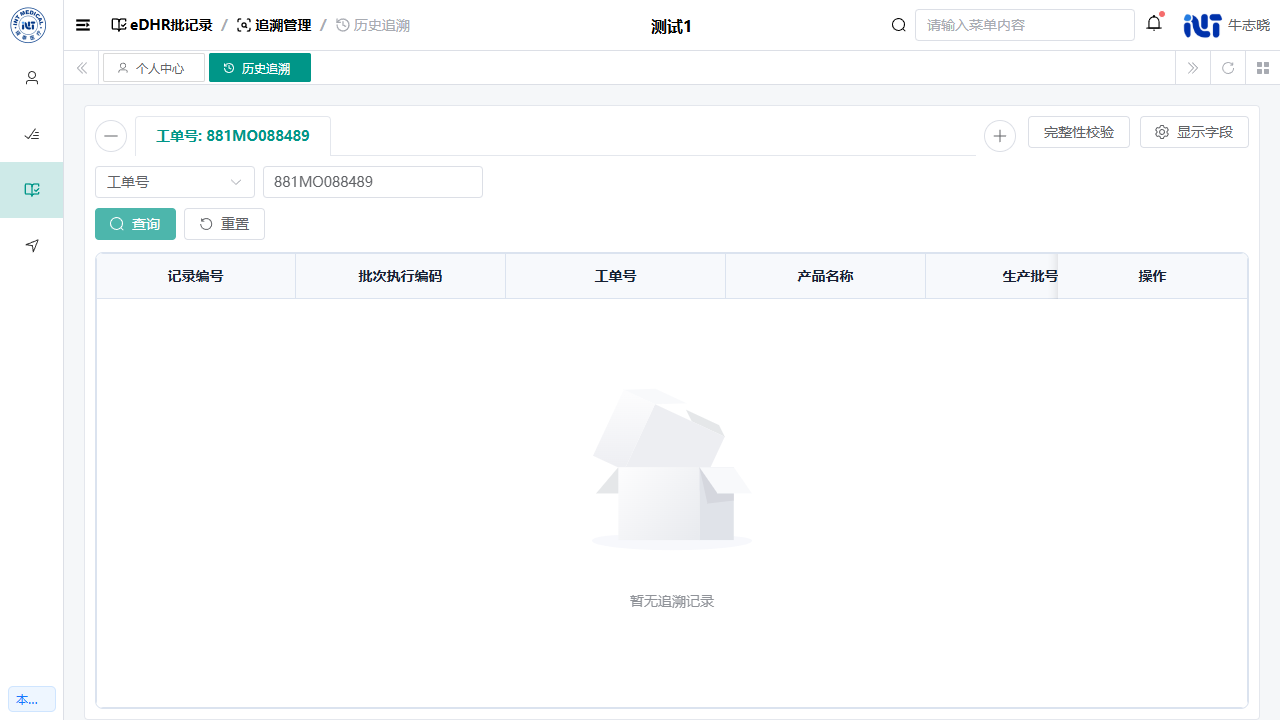 eDHR批记录 / 追溯管理 / 历史追溯
测试1
请输入菜单内容
牛志晓
个人中心
历史追溯
工单号: 881MO088489
完整性校验
显示字段
工单号
881MO088489
查询
重置
记录编号 批次执行编码 工单号 产品名称 生产批号 操作
暂无追溯记录
本...